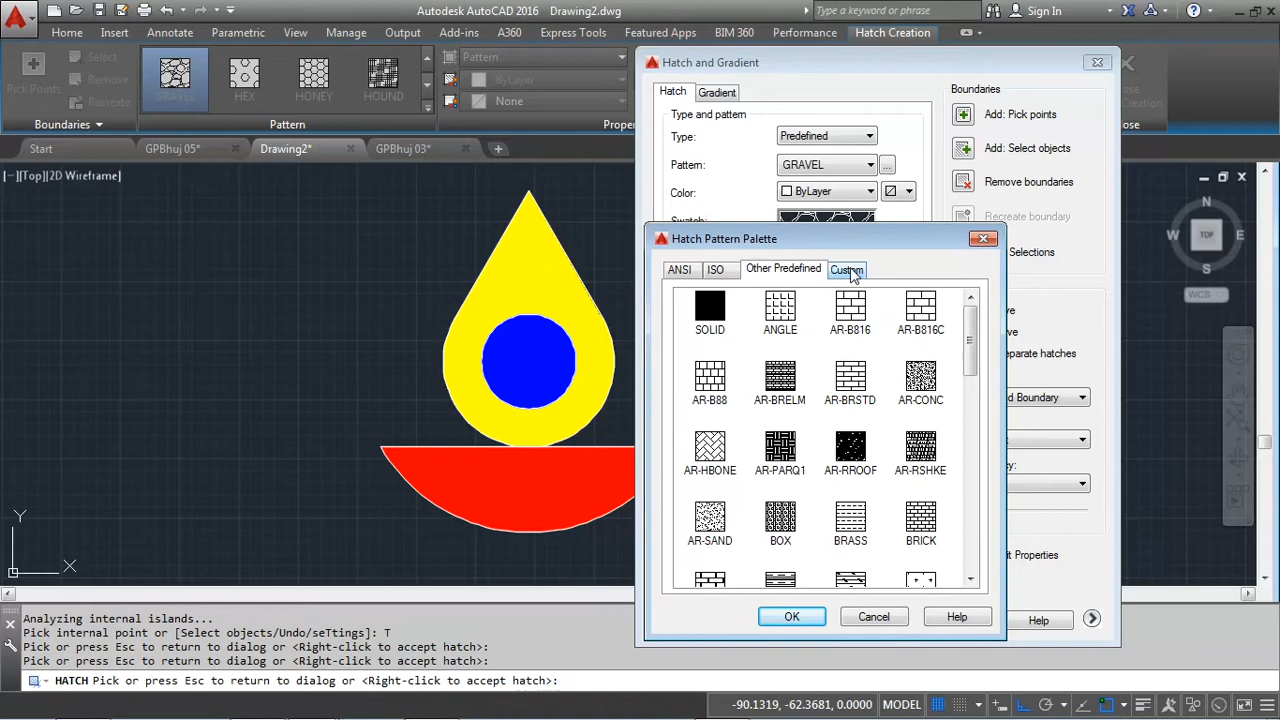 Autodesk AutoCAD 2016 Drawing2.dwg
Type a keyword or phrase
Sign In
Home Insert Annotate Parametric View Manage Output Add-ins A360 Express Tools Featured Apps BIM 360 Performance Hatch Creation
Pick Points
Select
Remove
Recreate
Boundaries
GRAVEL HEX HONEY HOUND
Pattern
Pattern
ByLayer
None
Start GPBhuj 05* Drawing2* GPBhuj 03*
[−][Top][2D Wireframe]
Hatch and Gradient
Hatch Gradient
Type and pattern
Type: Predefined
Pattern: GRAVEL ...
Color: ByLayer
Swatch:
Boundaries
Add: Pick points
Add: Select objects
Remove boundaries
Recreate boundary
Selections
eparate hatches
d Boundary
it Properties
Help
Hatch Pattern Palette
ANSI ISO Other Predefined Custom
SOLID ANGLE AR-B816 AR-B816C
AR-B88 AR-BRELM AR-BRSTD AR-CONC
AR-HBONE AR-PARQ1 AR-RROOF AR-RSHKE
AR-SAND BOX BRASS BRICK
OK Cancel Help
N
W TOP E
S
WCS
Y
X
Analyzing internal islands...
Pick internal point or [Select objects/Undo/seTtings]: T
Pick or press Esc to return to dialog or <Right-click to accept hatch>:
Pick or press Esc to return to dialog or <Right-click to accept hatch>:
HATCH Pick or press Esc to return to dialog or <Right-click to accept hatch>:
-90.1319, -62.3681, 0.0000 MODEL